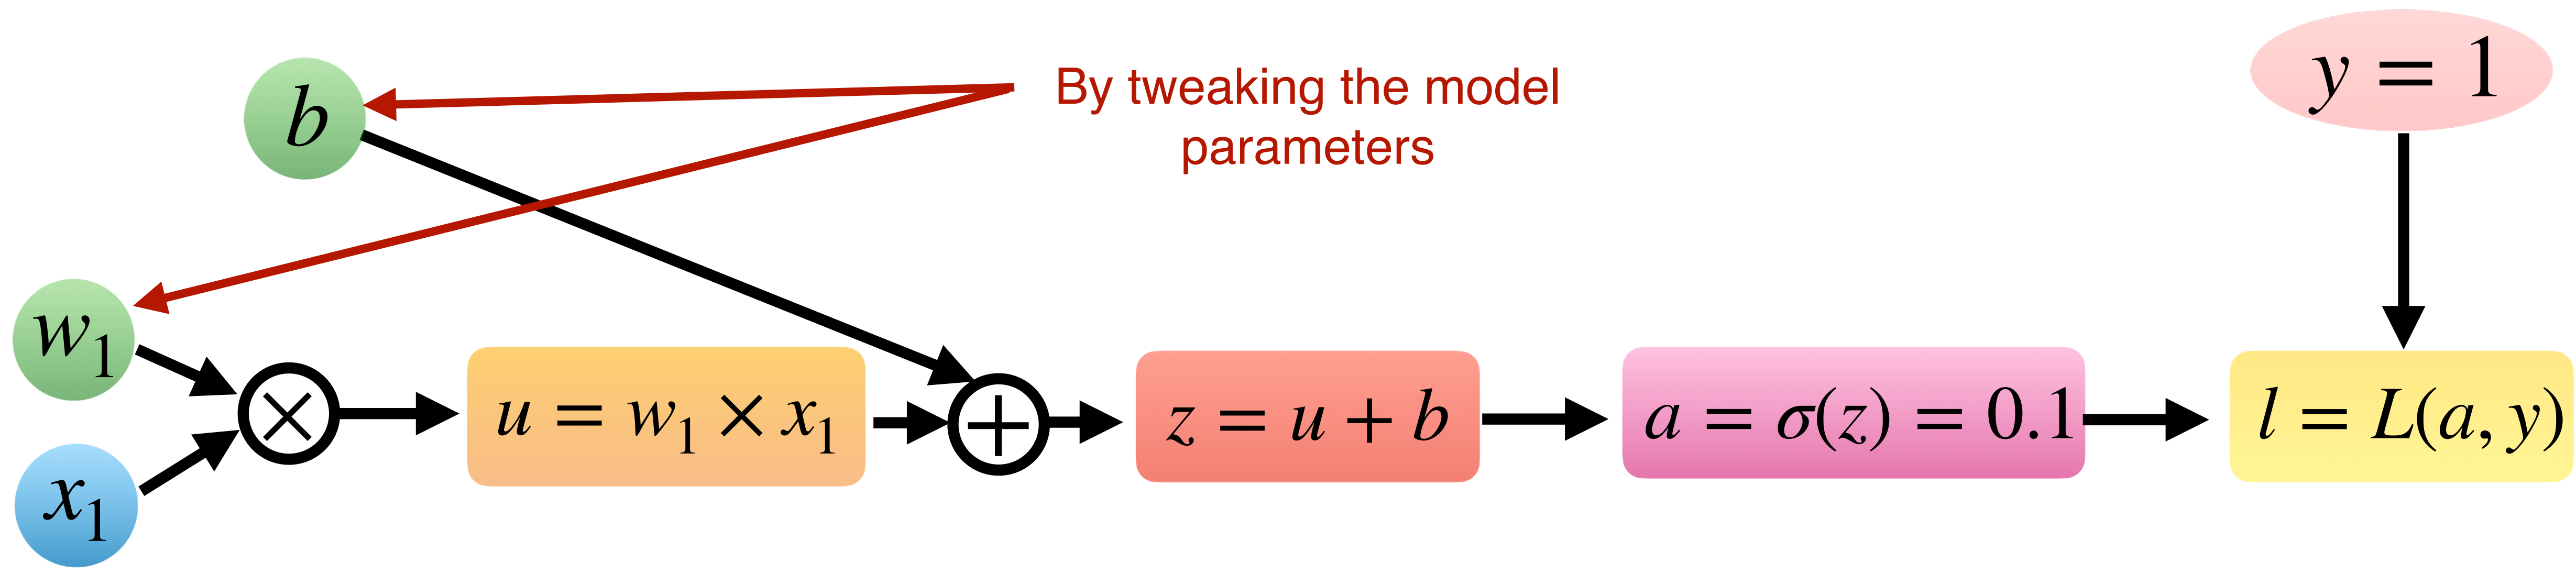 b
By tweaking the model
parameters
y = 1
w₁
x₁
⊗
u = w₁ × x₁
⊕
z = u + b
a = σ(z) = 0.1
l = L(a, y)